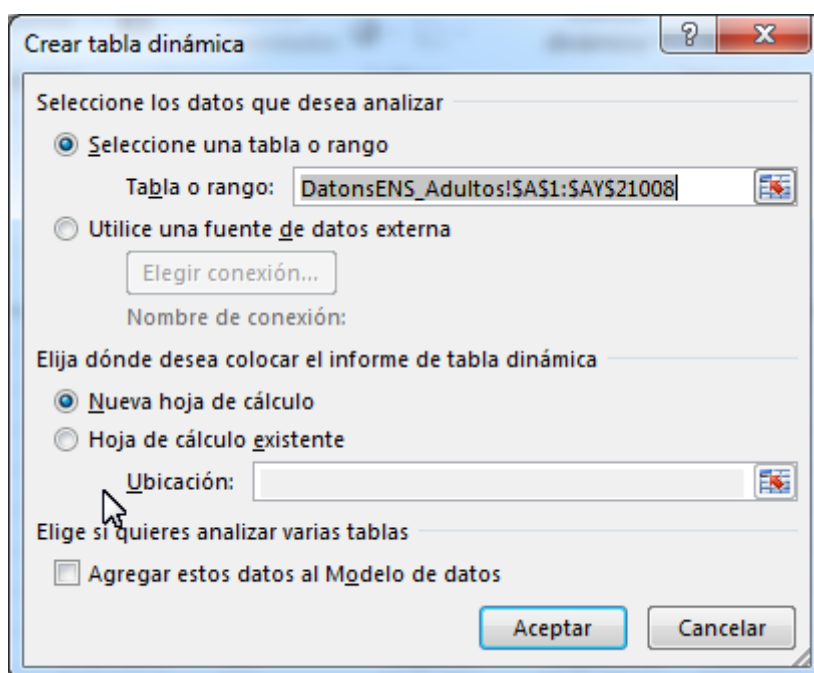 Crear tabla dinámica
?
Seleccione los datos que desea analizar
Seleccione una tabla o rango
Tabla o rango: DatonsENS_Adultos!$A$1:$AY$21008
Utilice una fuente de datos externa
Elegir conexión...
Nombre de conexión:
Elija dónde desea colocar el informe de tabla dinámica
Nueva hoja de cálculo
Hoja de cálculo existente
Ubicación:
Elige si quieres analizar varias tablas
Agregar estos datos al Modelo de datos
Aceptar Cancelar